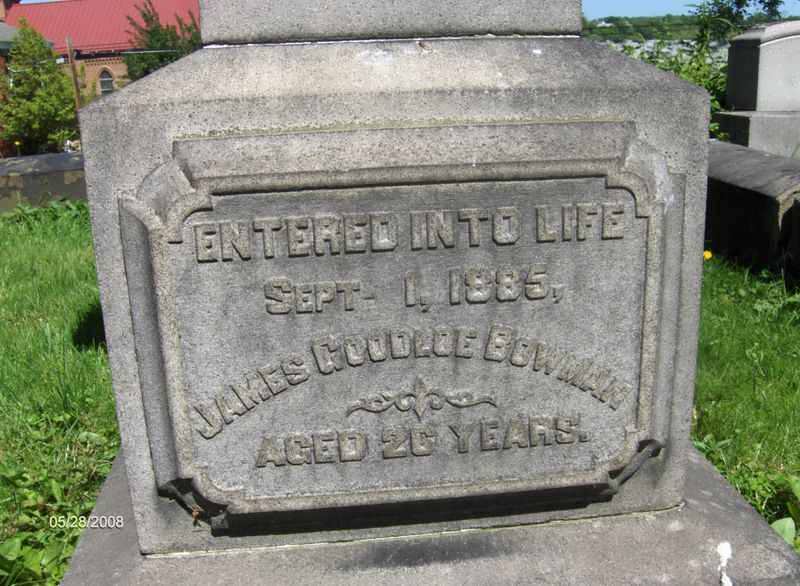 ENTERED INTO LIFE
SEPT. 1, 1885,
JAMES GOODLOE BOWMAN
AGED 26 YEARS.
05/28/2008